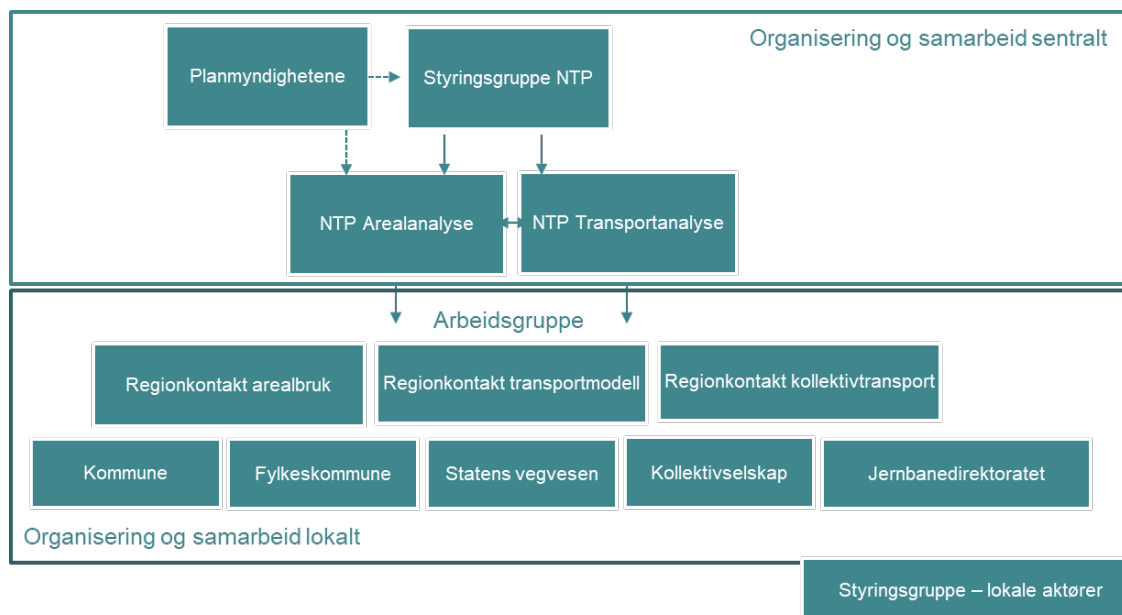 Organisering og samarbeid sentralt
Planmyndighetene
Styringsgruppe NTP
NTP Arealanalyse
NTP Transportanalyse
Arbeidsgruppe
Regionkontakt arealbruk
Regionkontakt transportmodell
Regionkontakt kollektivtransport
Kommune
Fylkeskommune
Statens vegvesen
Kollektivselskap
Jernbanedirektoratet
Organisering og samarbeid lokalt
Styringsgruppe – lokale aktører